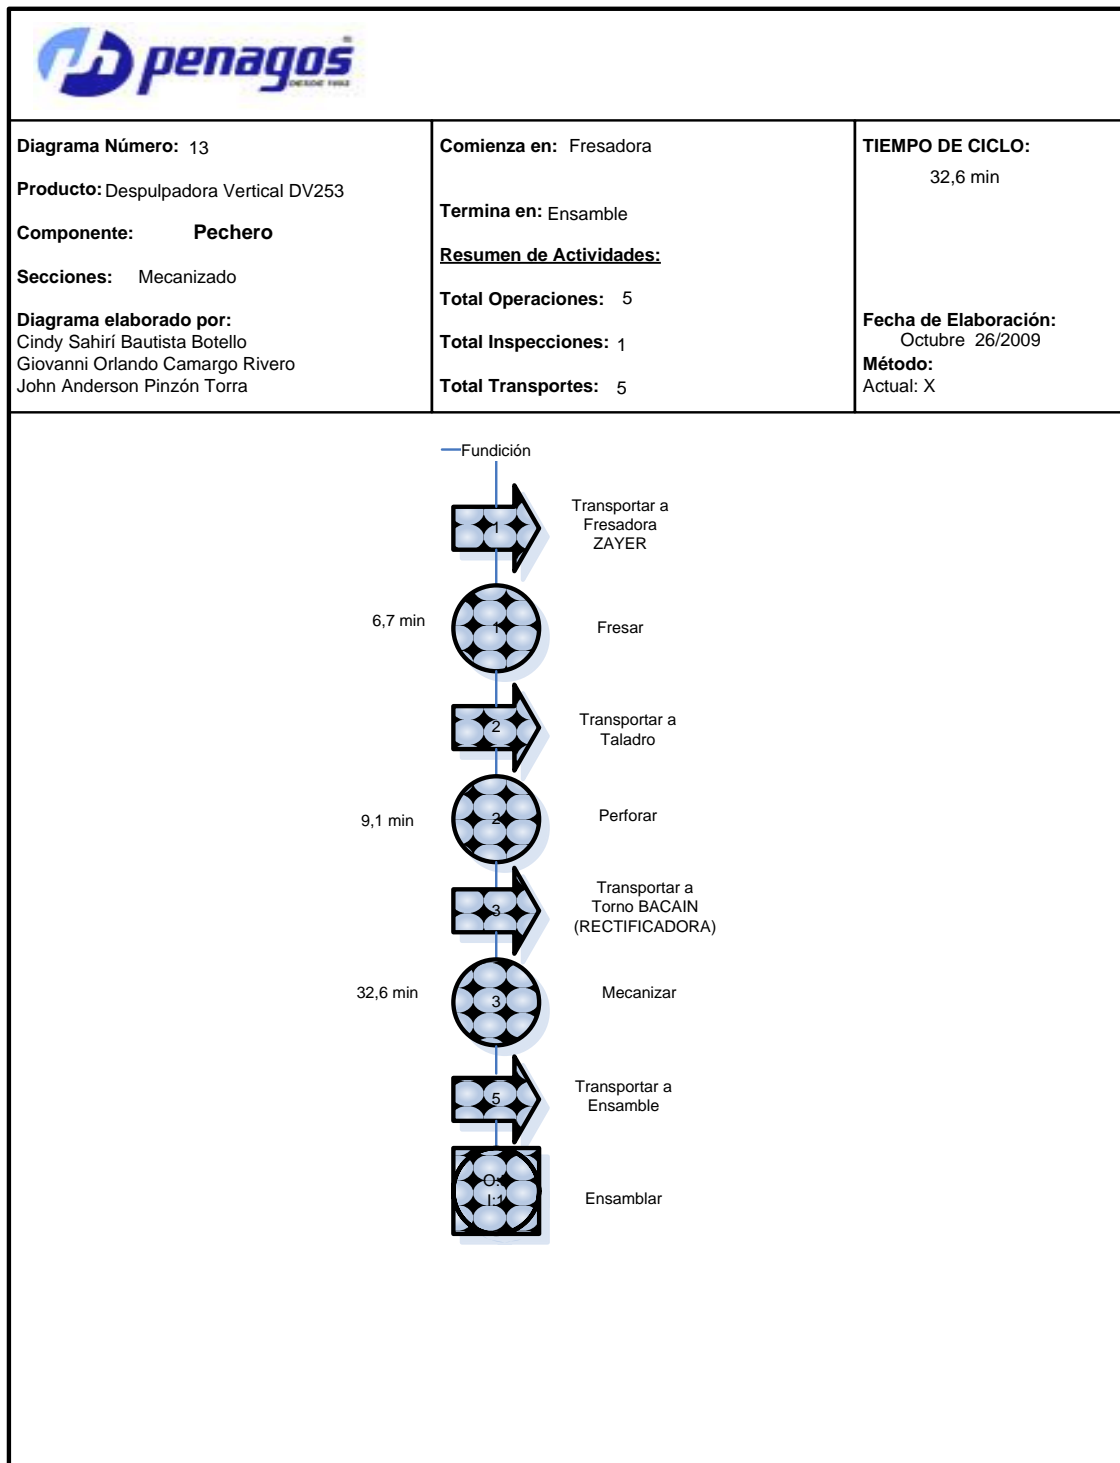 penagos
DESDE 1892
Diagrama Número: 13
Producto: Despulpadora Vertical DV253
Componente: Pechero
Secciones: Mecanizado
Diagrama elaborado por:
Cindy Sahirí Bautista Botello
Giovanni Orlando Camargo Rivero
John Anderson Pinzón Torra
Comienza en: Fresadora
Termina en: Ensamble
Resumen de Actividades:
Total Operaciones: 5
Total Inspecciones: 1
Total Transportes: 5
TIEMPO DE CICLO:
32,6 min
Fecha de Elaboración:
Octubre 26/2009
Método:
Actual: X
Fundición
1
Transportar a
Fresadora
ZAYER
6,7 min
1
Fresar
2
Transportar a
Taladro
9,1 min
2
Perforar
3
Transportar a
Torno BACAIN
(RECTIFICADORA)
32,6 min
3
Mecanizar
5
Transportar a
Ensamble
O:
I:1
Ensamblar